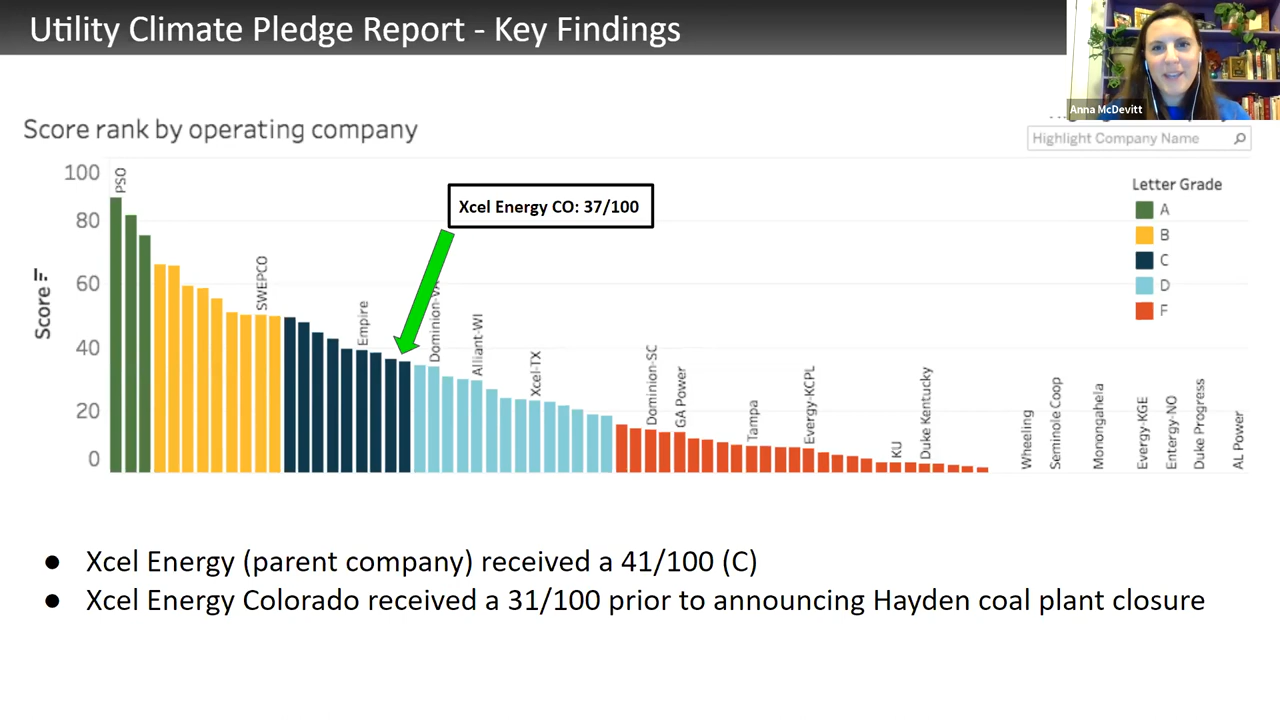 Utility Climate Pledge Report - Key Findings
Anna McDevitt
Score rank by operating company
Highlight Company Name
Letter Grade
A
B
C
D
F
Score
100
80
60
40
20
0
PSO
SWEPCO
Empire
Xcel Energy CO: 37/100
Dominion-VA
Alliant-WI
Xcel-TX
Dominion-SC
GA Power
Tampa
Evergy-KCPL
KU
Duke Kentucky
Wheeling
Seminole Coop
Monongahela
Evergy-KGE
Entergy-NO
Duke Progress
AL Power
● Xcel Energy (parent company) received a 41/100 (C)
● Xcel Energy Colorado received a 31/100 prior to announcing Hayden coal plant closure